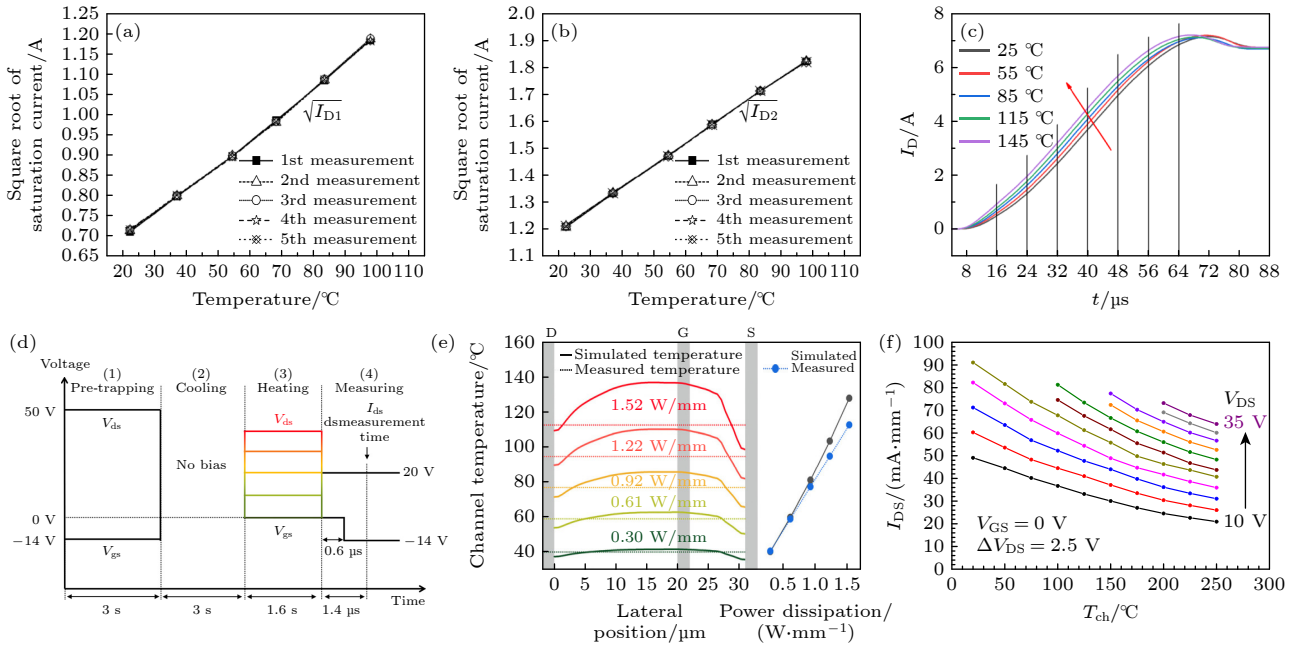 (a)
Square root of
saturation current/A
1.25
1.20
1.15
1.10
1.05
1.00
0.95
0.90
0.85
0.80
0.75
0.70
0.65
√I_D1
1st measurement
2nd measurement
3rd measurement
4th measurement
5th measurement
20 30 40 50 60 70 80 90 100 110
Temperature/℃
(b)
Square root of
saturation current/A
2.0
1.9
1.8
1.7
1.6
1.5
1.4
1.3
1.2
1.1
√I_D2
1st measurement
2nd measurement
3rd measurement
4th measurement
5th measurement
20 30 40 50 60 70 80 90 100 110
Temperature/℃
(c)
I_D/A
8
6
4
2
0
25 ℃
55 ℃
85 ℃
115 ℃
145 ℃
8 16 24 32 40 48 56 64 72 80 88
t/µs
(d)
Voltage
(1) (2) (3) (4)
Pre-trapping Cooling Heating Measuring
50 V
V_ds
V_ds
I_ds
dsmeasurement
time
No bias
20 V
0 V
V_gs
−14 V
V_gs
0.6 µs
−14 V
Time
3 s 3 s 1.6 s 1.4 µs
(e)
D G S
Channel temperature/℃
160
140
120
100
80
60
40
Simulated temperature
Measured temperature
1.52 W/mm
1.22 W/mm
0.92 W/mm
0.61 W/mm
0.30 W/mm
0 5 10 15 20 25 30
Lateral
position/µm
Simulated
Measured
0.5 1.0 1.5
Power dissipation/
(W·mm⁻¹)
(f)
I_DS/(mA·mm⁻¹)
100
90
80
70
60
50
40
30
20
10
0
V_DS
35 V
10 V
V_GS = 0 V
ΔV_DS = 2.5 V
0 50 100 150 200 250 300
T_ch/℃